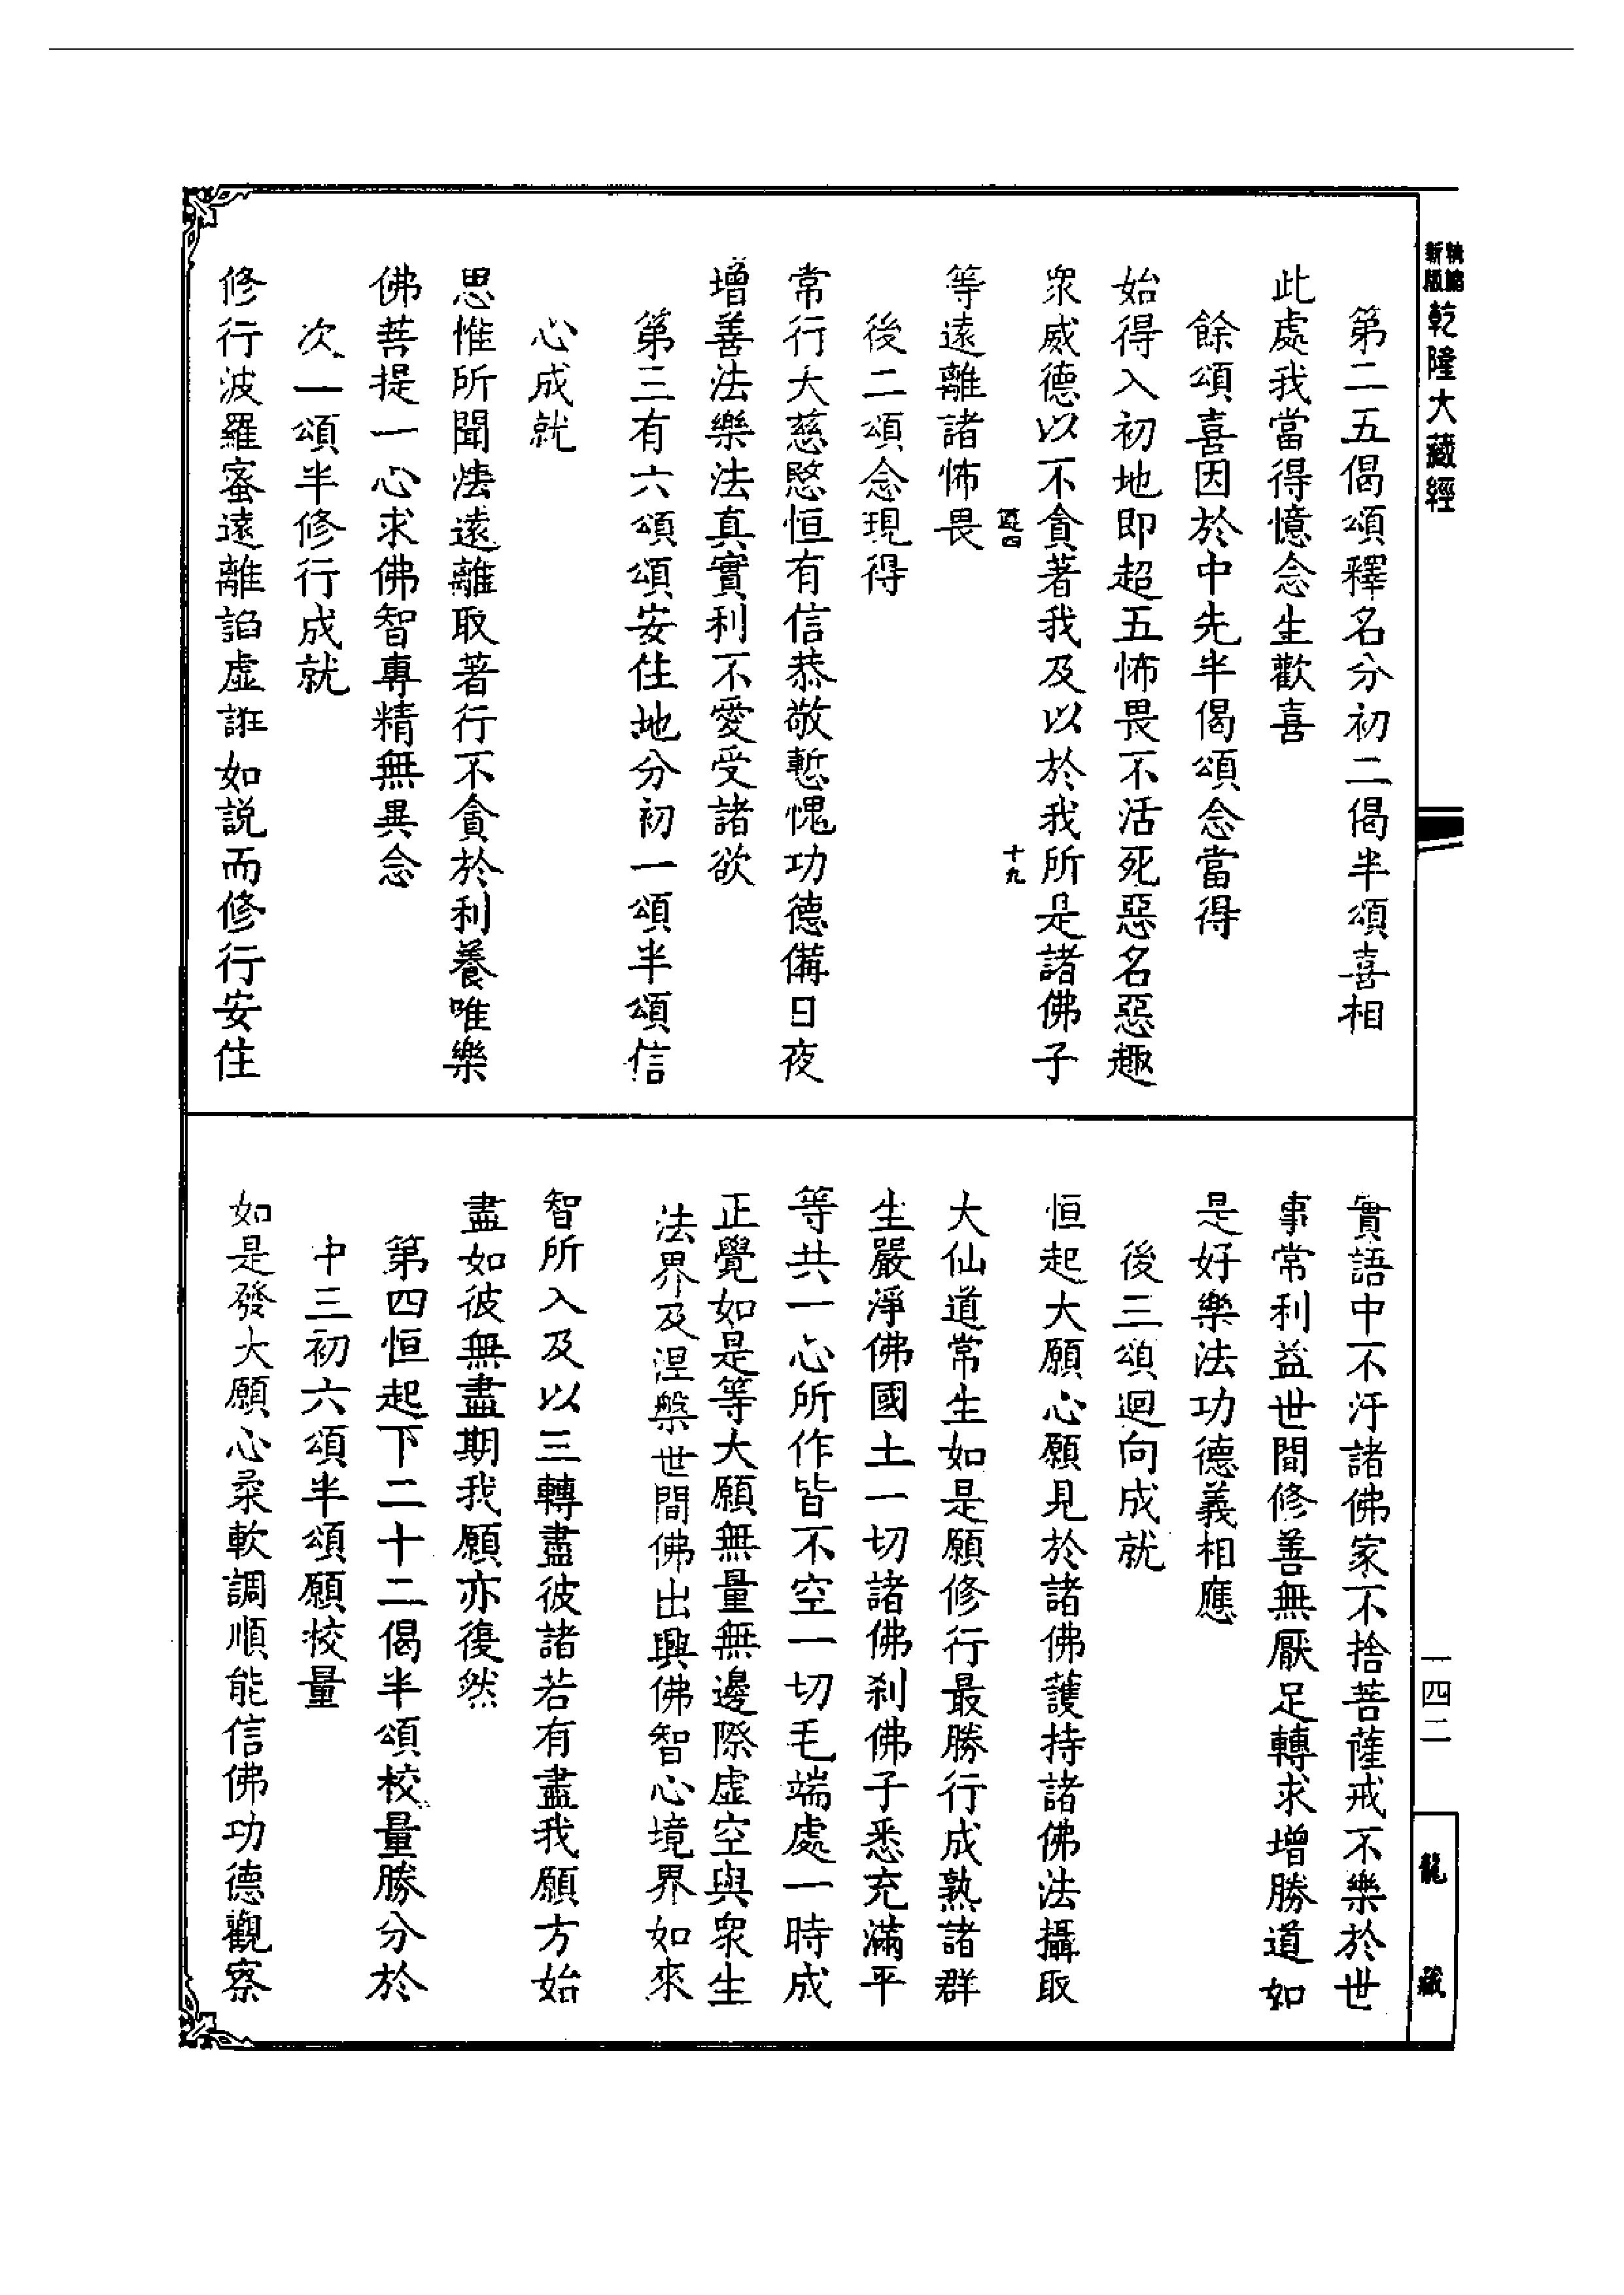 精縮新版乾隆大藏經
第二五偈頌釋名分初二偈半頌喜相
此處我當得憶念生歡喜
餘頌喜因於中先半偈頌念當得
始得入初地即超五怖畏不活死惡名惡趣
眾威德以不貪著我及以於我所是諸佛子
十九
等遠離諸怖畏
後二頌念現得
常行大慈愍恒有信恭敬慙愧功德備日夜
增善法樂法真實利不愛受諸欲
第三有六頌頌安住地分初一頌半頌信
心成就
思惟所聞法遠離取著行不貪於利養唯樂
佛菩提一心求佛智專精無異念
次一頌半修行成就
修行波羅蜜遠離諂虛誑如說而修行安住
實語中不汙諸佛家不捨菩薩戒不樂於世
事常利益世間修善無厭足轉求增勝道如
是好樂法功德義相應
後三頌迴向成就
恒起大願心願見於諸佛護持諸佛法攝取
大仙道常生如是願修行最勝行成熟諸群
生嚴淨佛國土一切諸佛剎佛子悉充滿平
等共一心所作皆不空一切毛端處一時成
正覺如是等大願無量無邊際虛空與眾生
法界及涅槃世間佛出興佛智心境界如來
智所入及以三轉盡彼諸若有盡我願方始
盡如彼無盡期我願亦復然
第四恒起下二十二偈半頌校量勝分於
中三初六頌半頌願校量
如是發大願心柔軟調順能信佛功德觀察
一四二
龍藏